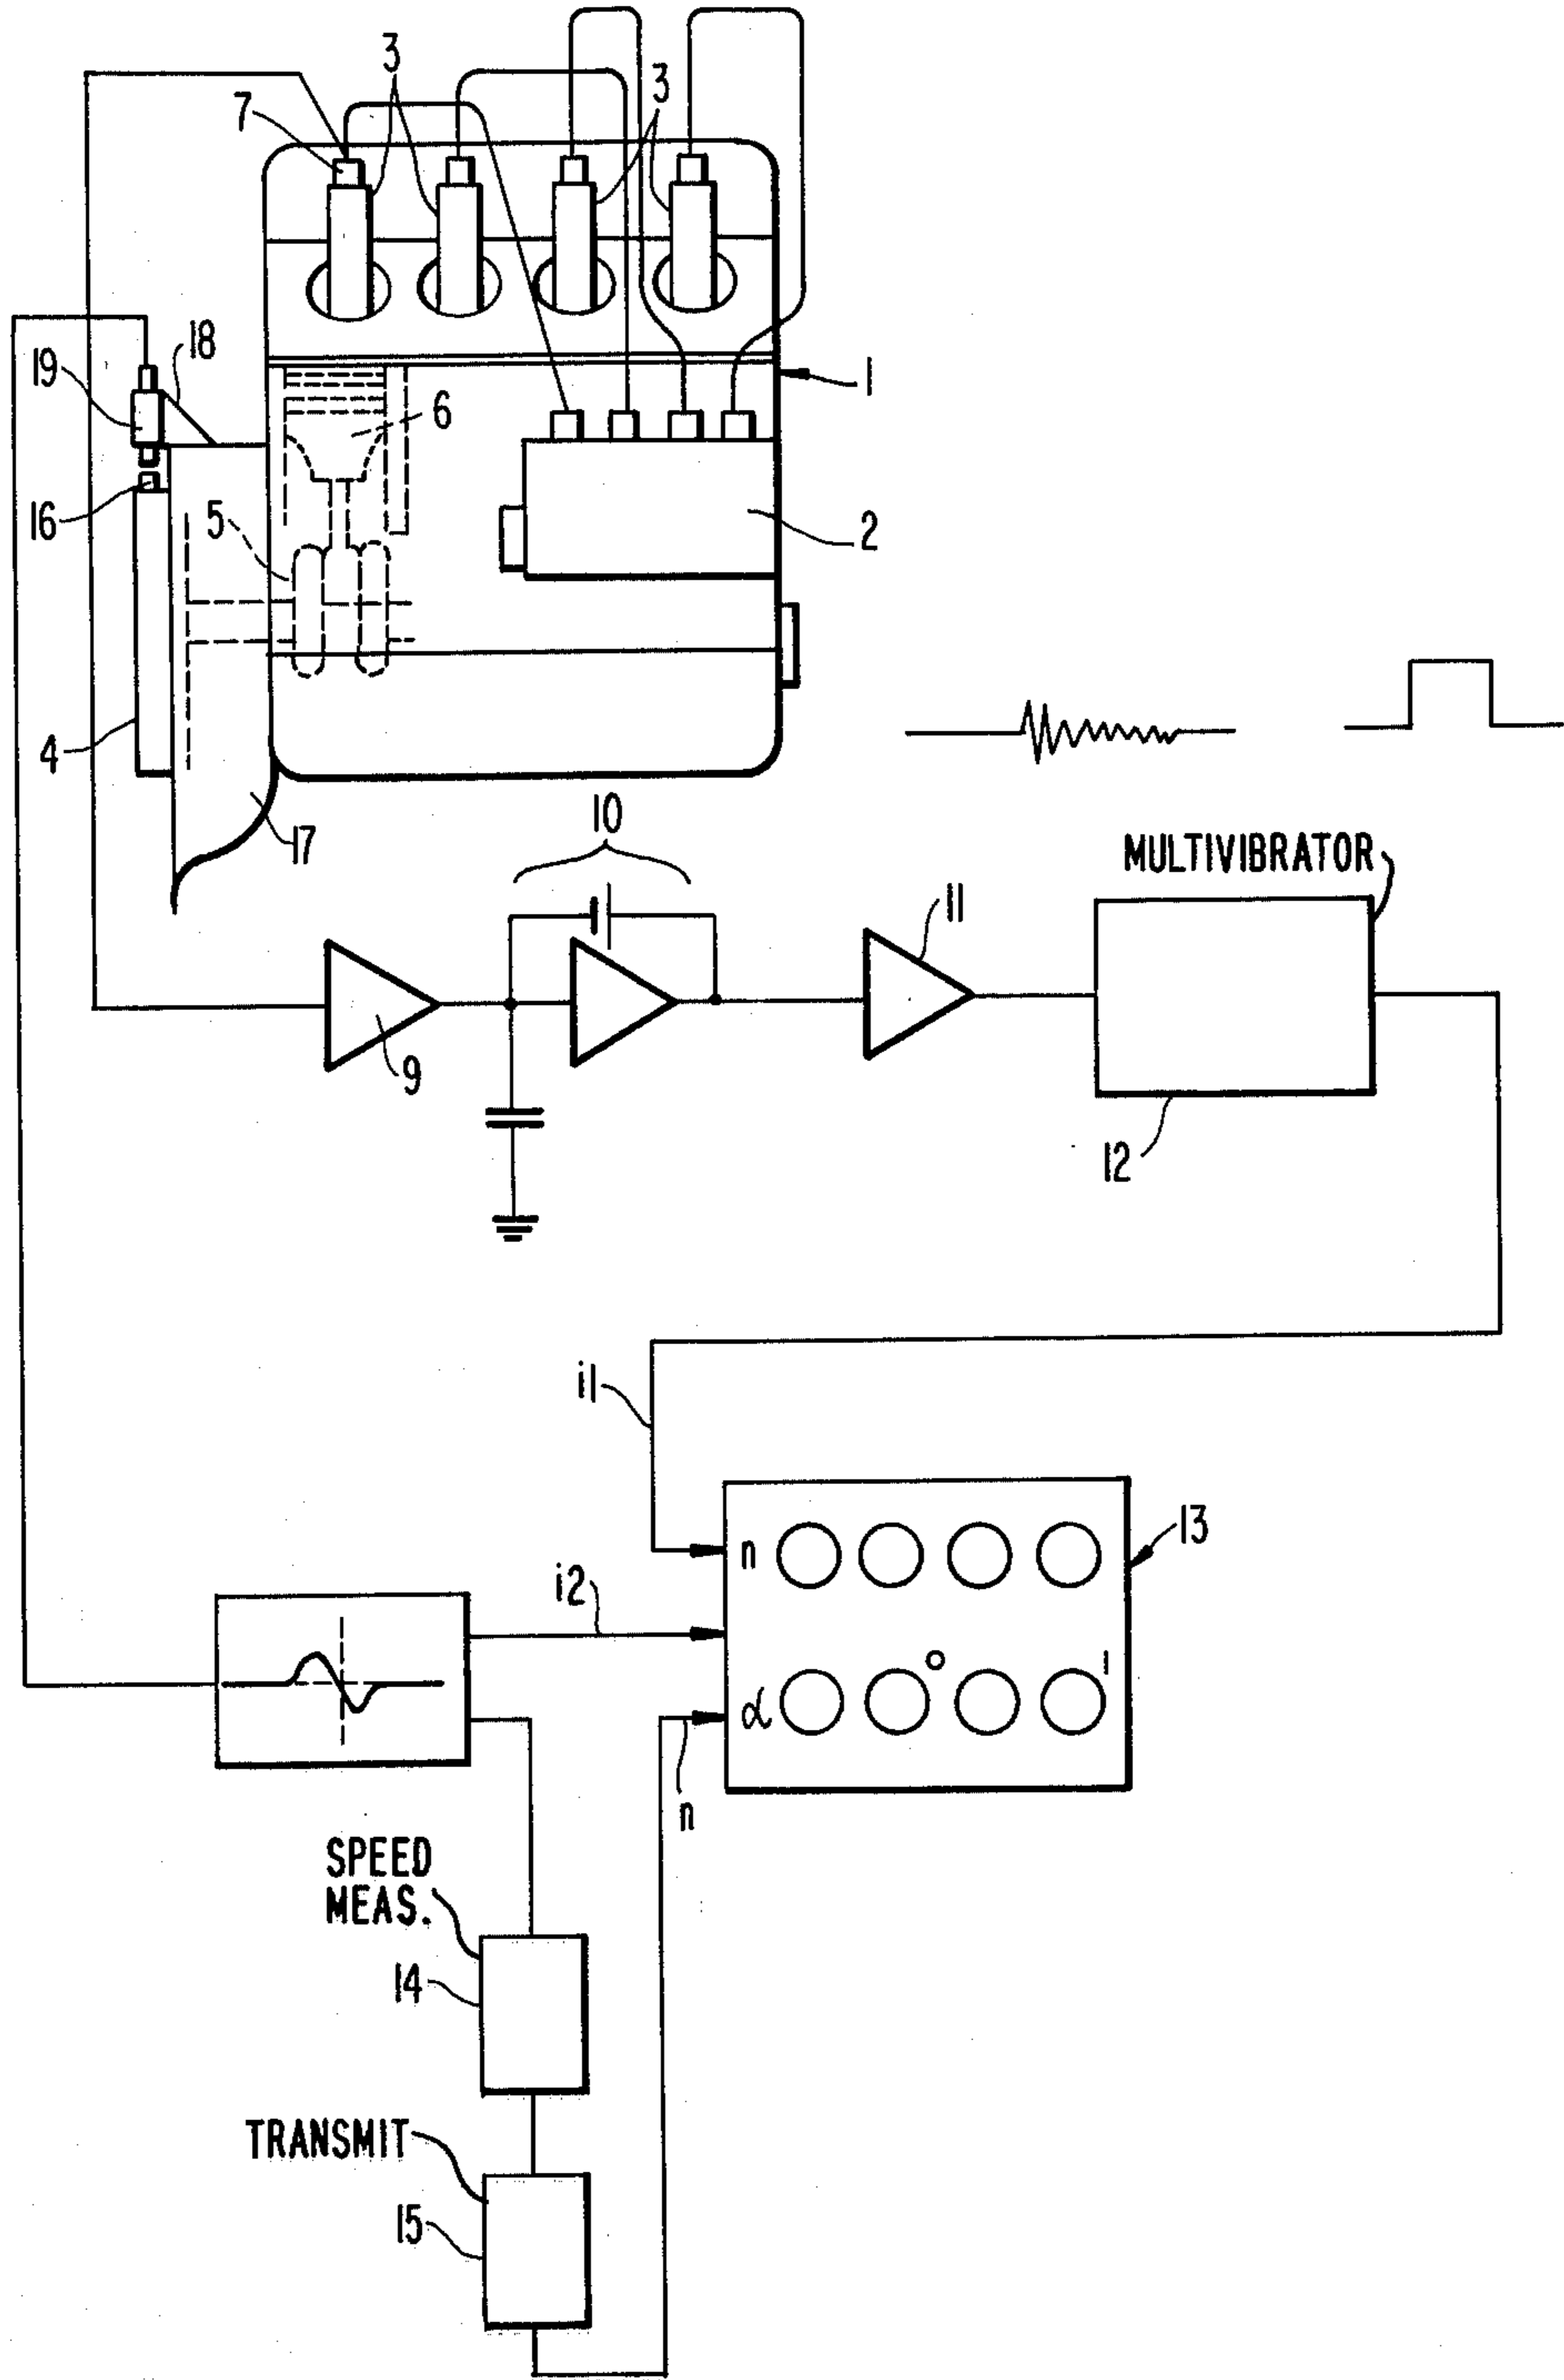 3
3
7
18
19
1
6
16
5
2
4
10
17
MULTIVIBRATOR
11
9
12
i1
13
n
i2
α
n
SPEED
MEAS.
14
TRANSMIT
15